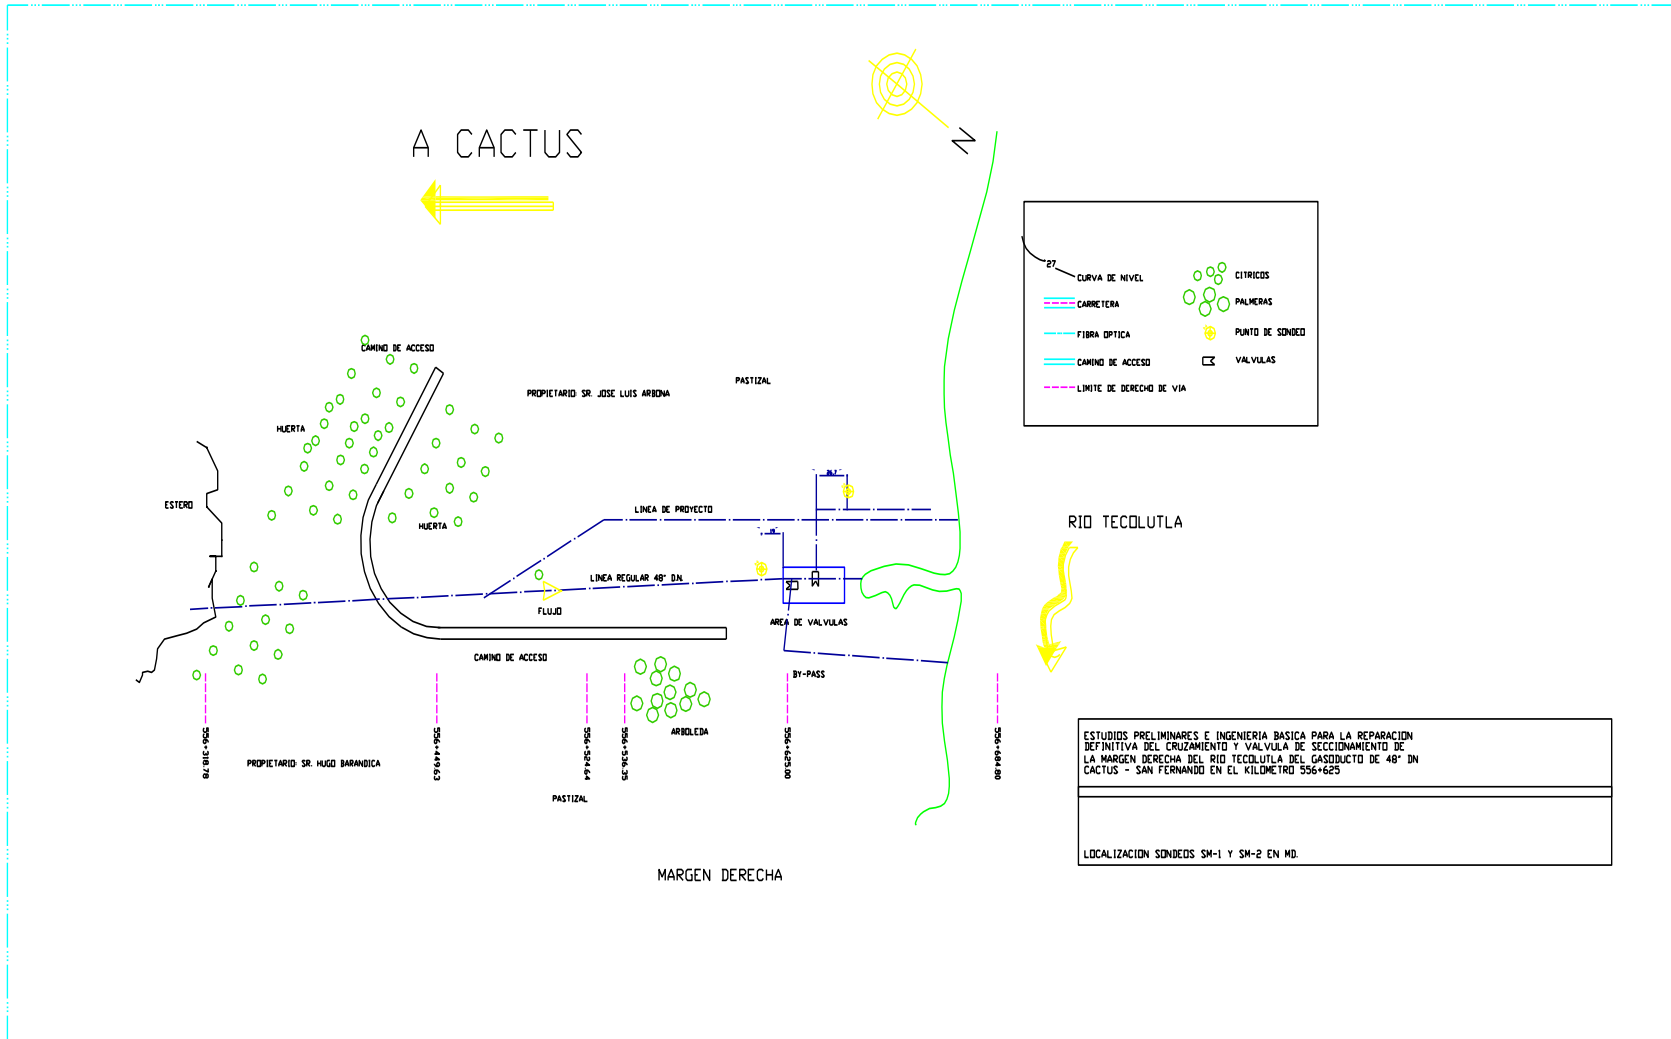 N
A CACTUS
27
CURVA DE NIVEL
CARRETERA
FIBRA OPTICA
CAMINO DE ACCESO
LIMITE DE DERECHO DE VIA
CITRICOS
PALMERAS
PUNTO DE SONDEO
VALVULAS
CAMINO DE ACCESO
PROPIETARIO: SR. JOSE LUIS ARBONA
PASTIZAL
HUERTA
ESTERO
HUERTA
LINEA DE PROYECTO
RIO TECOLUTLA
LINEA REGULAR 48" D.N.
FLUJO
AREA DE VALVULAS
CAMINO DE ACCESO
BY-PASS
ARBOLEDA
556+318.78
556+449.63
556+524.64
556+536.35
556+625.00
556+684.80
PROPIETARIO: SR. HUGO BARANDICA
PASTIZAL
MARGEN DERECHA
ESTUDIOS PRELIMINARES E INGENIERIA BASICA PARA LA REPARACION
DEFINITIVA DEL CRUZAMIENTO Y VALVULA DE SECCIONAMIENTO DE
LA MARGEN DERECHA DEL RIO TECOLUTLA DEL GASODUCTO DE 48" DN
CACTUS - SAN FERNANDO EN EL KILOMETRO 556+625
LOCALIZACION SONDEOS SM-1 Y SM-2 EN MD.